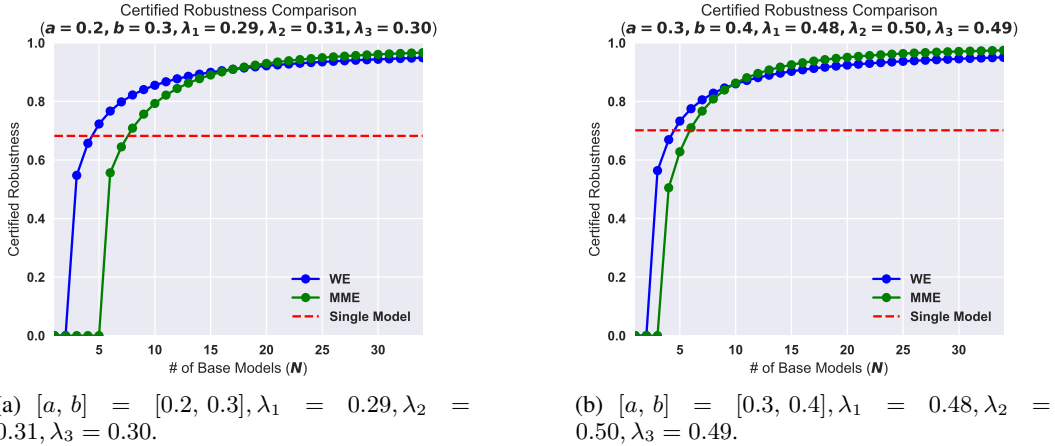 Certified Robustness Comparison
(a = 0.2, b = 0.3, λ₁ = 0.29, λ₂ = 0.31, λ₃ = 0.30)
1.0
0.8
0.6
0.4
0.2
0.0
Certified Robustness
WE
MME
Single Model
5 10 15 20 25 30
# of Base Models (N)
(a) [a, b] = [0.2, 0.3], λ₁ = 0.29, λ₂ =
0.31, λ₃ = 0.30.
Certified Robustness Comparison
(a = 0.3, b = 0.4, λ₁ = 0.48, λ₂ = 0.50, λ₃ = 0.49)
1.0
0.8
0.6
0.4
0.2
0.0
Certified Robustness
WE
MME
Single Model
5 10 15 20 25 30
# of Base Models (N)
(b) [a, b] = [0.3, 0.4], λ₁ = 0.48, λ₂ =
0.50, λ₃ = 0.49.